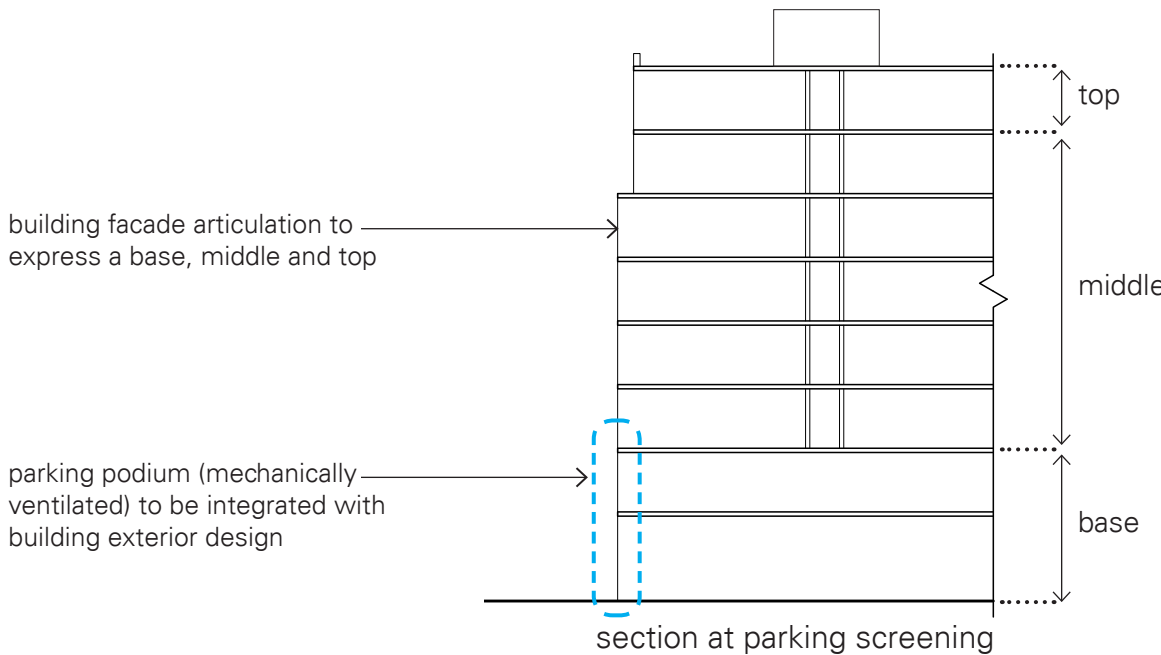 top
building facade articulation to
express a base, middle and top
middle
parking podium (mechanically
ventilated) to be integrated with
building exterior design
base
section at parking screening